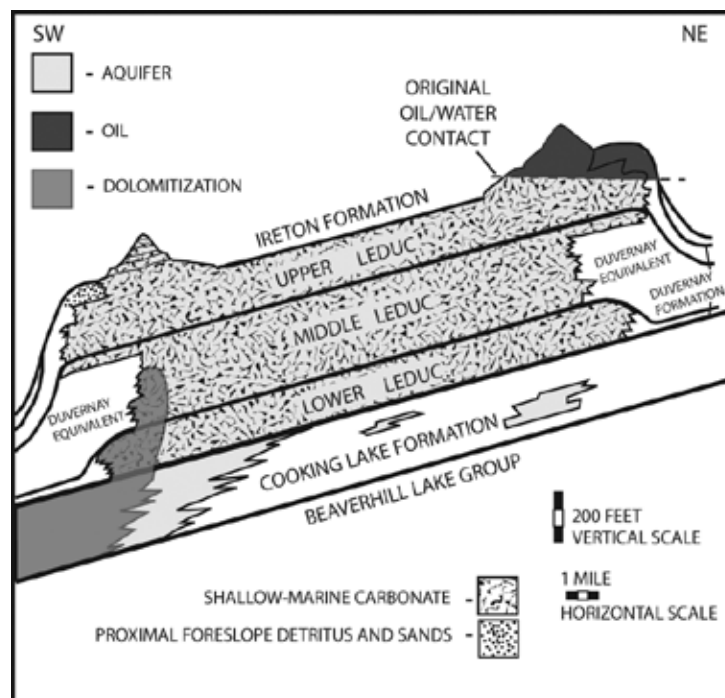 SW
NE
- AQUIFER
- OIL
- DOLOMITIZATION
ORIGINAL
OIL/WATER
CONTACT
IRETON FORMATION
UPPER LEDUC
MIDDLE LEDUC
LOWER LEDUC
DUVERNAY
EQUIVALENT
DUVERNAY
FORMATION
DUVERNAY
EQUIVALENT
COOKING LAKE FORMATION
BEAVERHILL LAKE GROUP
200 FEET
VERTICAL SCALE
1 MILE
HORIZONTAL SCALE
SHALLOW-MARINE CARBONATE -
PROXIMAL FORESLOPE DETRITUS AND SANDS -